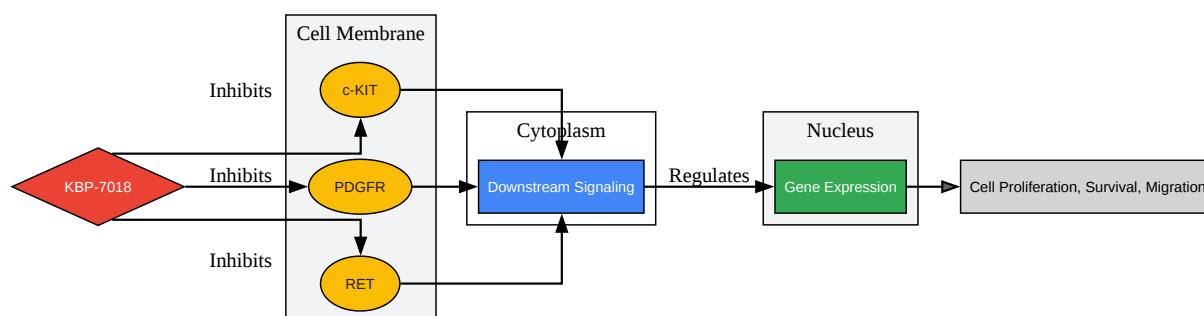 Cell Membrane
Inhibits
c-KIT
Cytoplasm
Nucleus
KBP-7018
Inhibits
PDGFR
Downstream Signaling
Regulates
Gene Expression
Cell Proliferation, Survival, Migration
Inhibits
RET